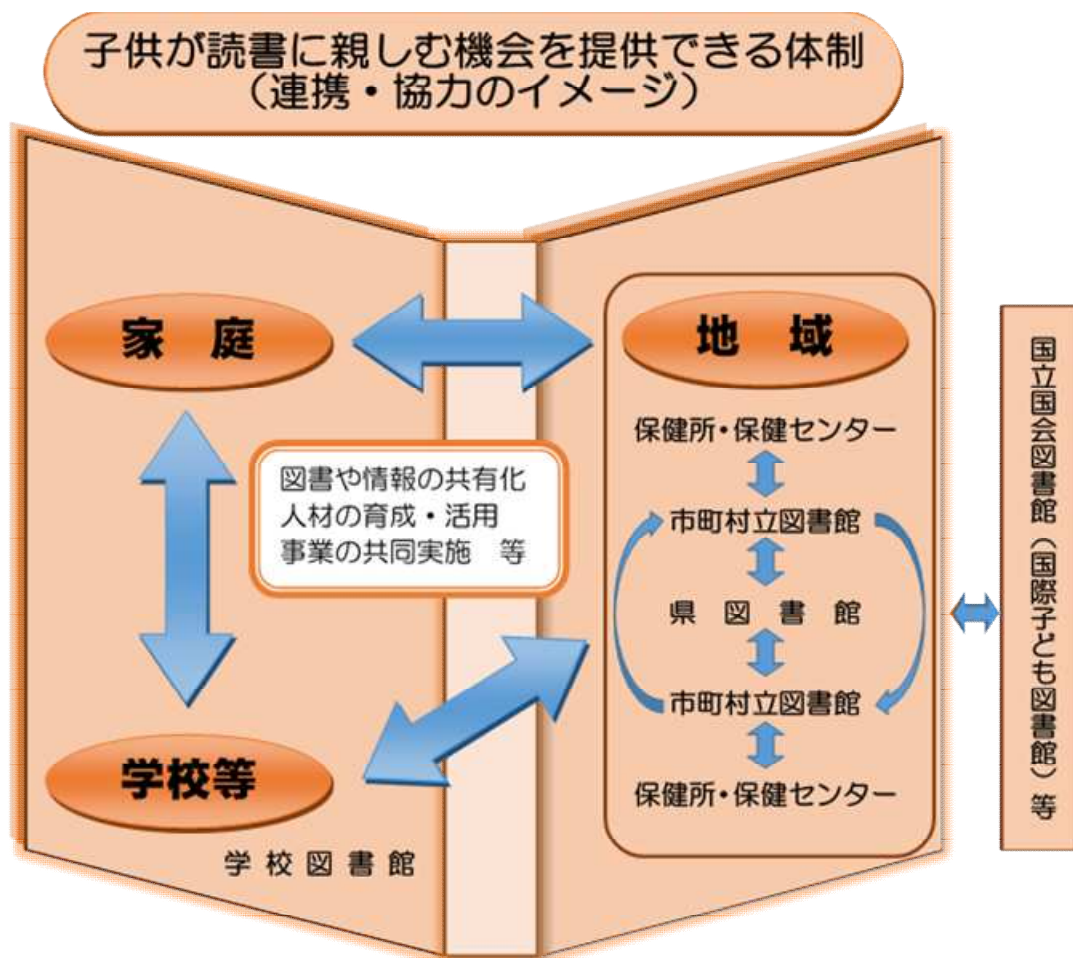 子供が読書に親しむ機会を提供できる体制
（連携・協力のイメージ）
家 庭
地 域
図書や情報の共有化
人材の育成・活用
事業の共同実施 等
学校等
学校図書館
保健所・保健センター
市町村立図書館
県図書館
市町村立図書館
保健所・保健センター
国立国会図書館（国際子ども図書館）等